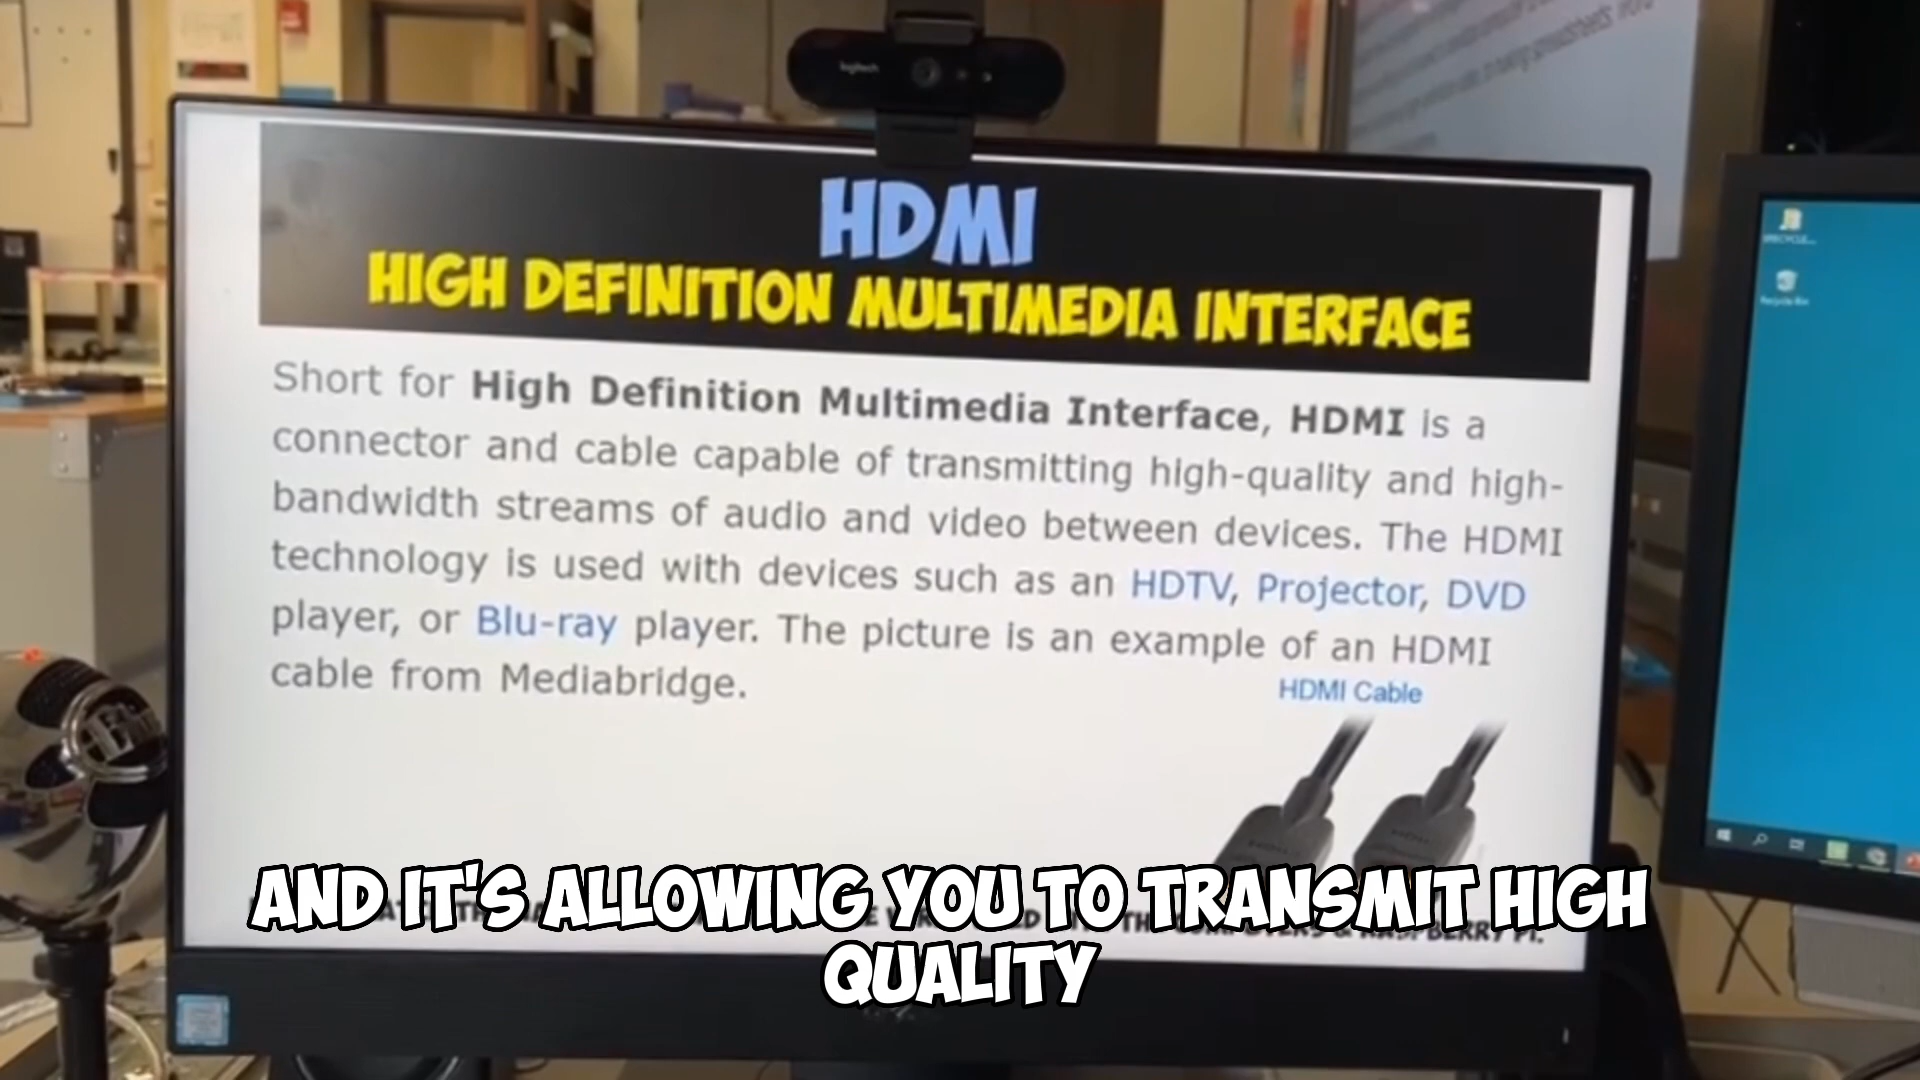 logitech
HDMI
HIGH DEFINITION MULTIMEDIA INTERFACE
Short for High Definition Multimedia Interface, HDMI is a
connector and cable capable of transmitting high-quality and high-
bandwidth streams of audio and video between devices. The HDMI
technology is used with devices such as an HDTV, Projector, DVD
player, or Blu-ray player. The picture is an example of an HDMI
cable from Mediabridge.
HDMI Cable
AND IT'S ALLOWING YOU TO TRANSMIT HIGH
QUALITY
Recycle Bin